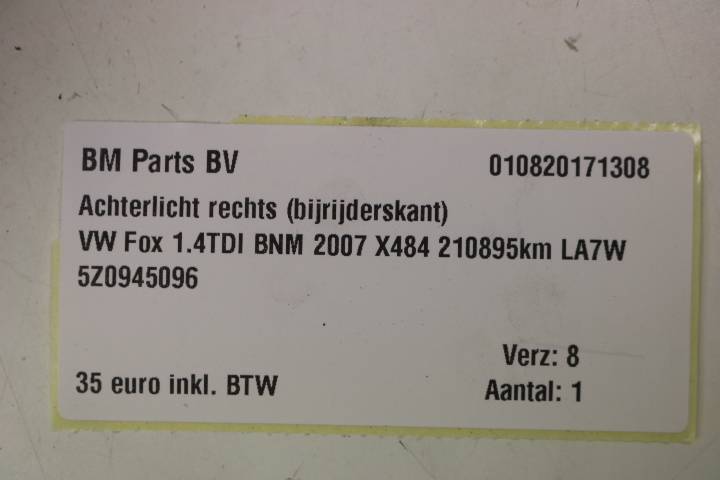 BM Parts BV 010820171308
Achterlicht rechts (bijrijderskant)
VW Fox 1.4TDI BNM 2007 X484 210895km LA7W
5Z0945096
Verz: 8
35 euro inkl. BTW Aantal: 1